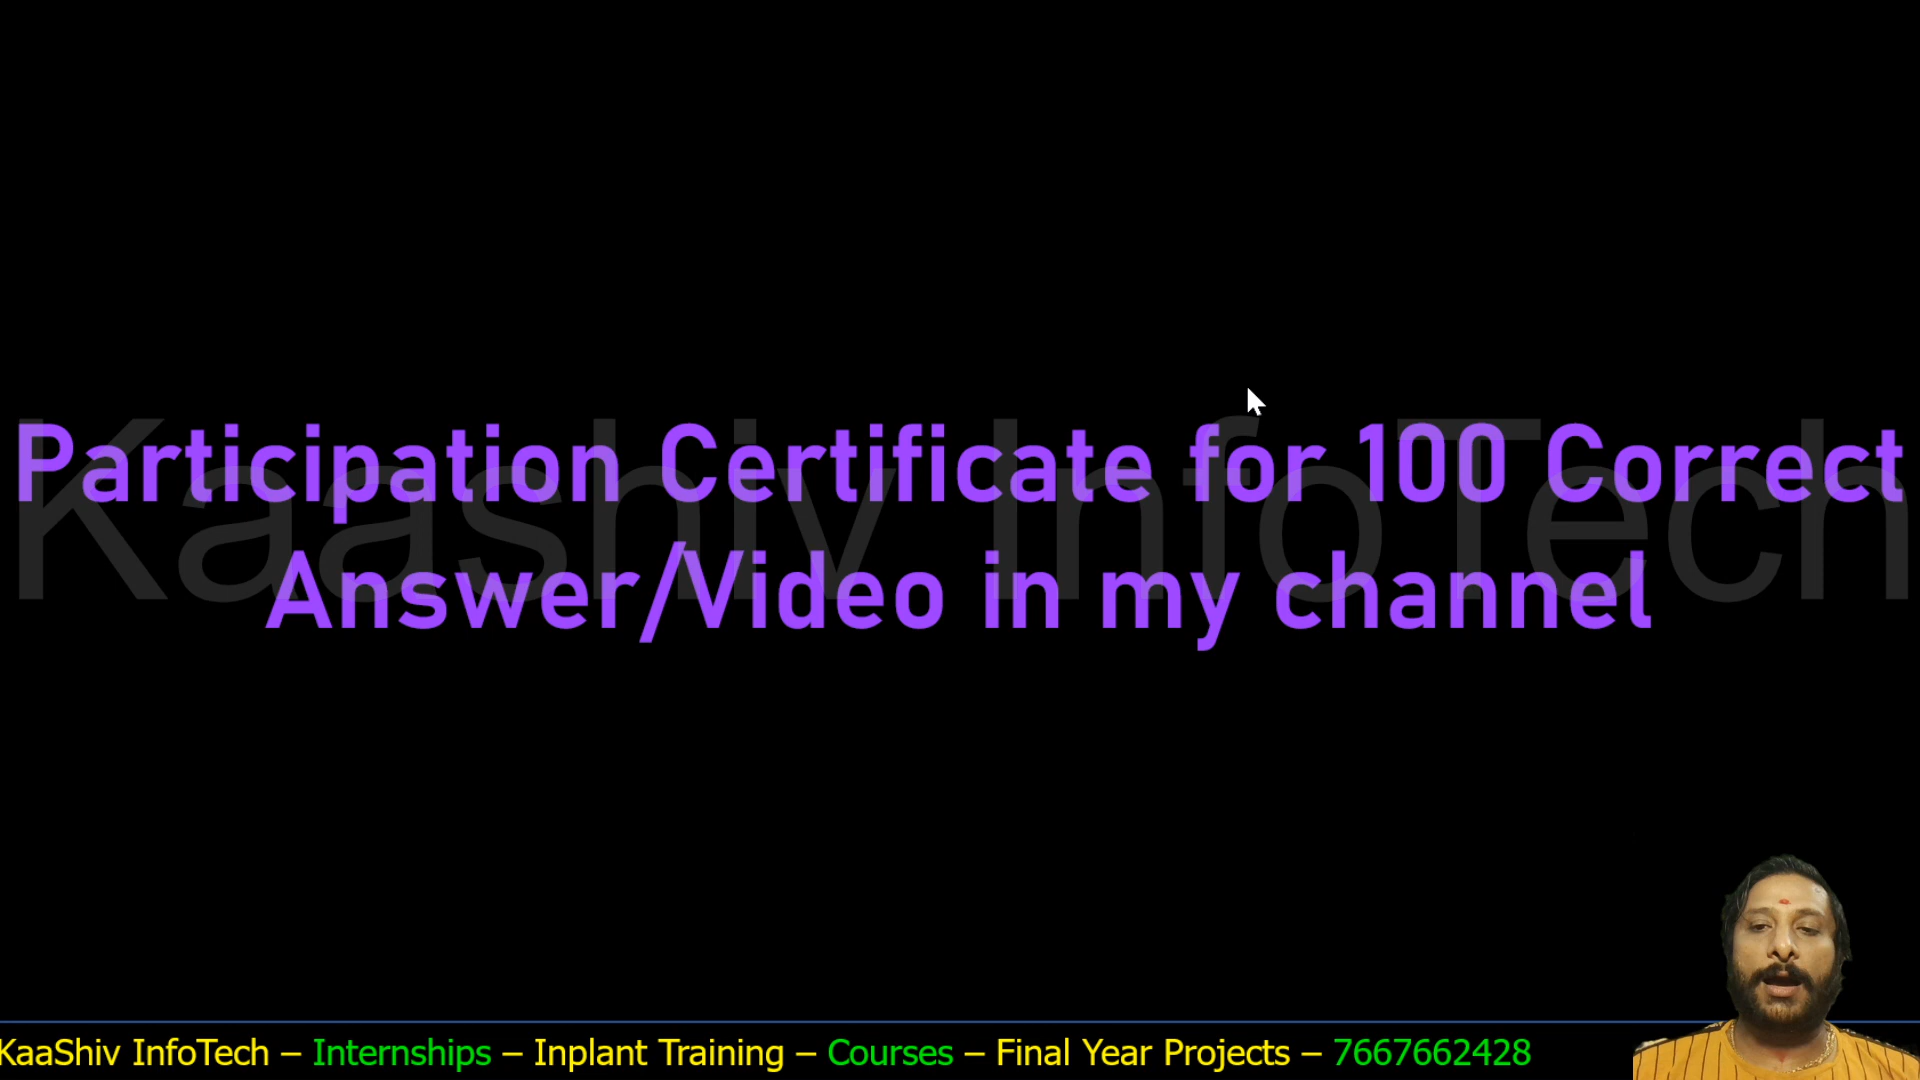 Participation Certificate for 100 Correct
Answer/Video in my channel
Kaashiv InfoTech
KaaShiv InfoTech – Internships – Inplant Training – Courses – Final Year Projects – 7667662428